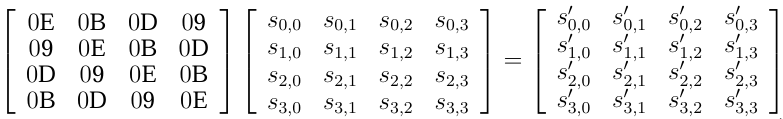 [ 0E 0B 0D 09 ] [ s0,0 s0,1 s0,2 s0,3 ] [ s′0,0 s′0,1 s′0,2 s′0,3 ]
[ 09 0E 0B 0D ] [ s1,0 s1,1 s1,2 s1,3 ] = [ s′1,0 s′1,1 s′1,2 s′1,3 ]
[ 0D 09 0E 0B ] [ s2,0 s2,1 s2,2 s2,3 ] [ s′2,0 s′2,1 s′2,2 s′2,3 ]
[ 0B 0D 09 0E ] [ s3,0 s3,1 s3,2 s3,3 ] [ s′3,0 s′3,1 s′3,2 s′3,3 ]